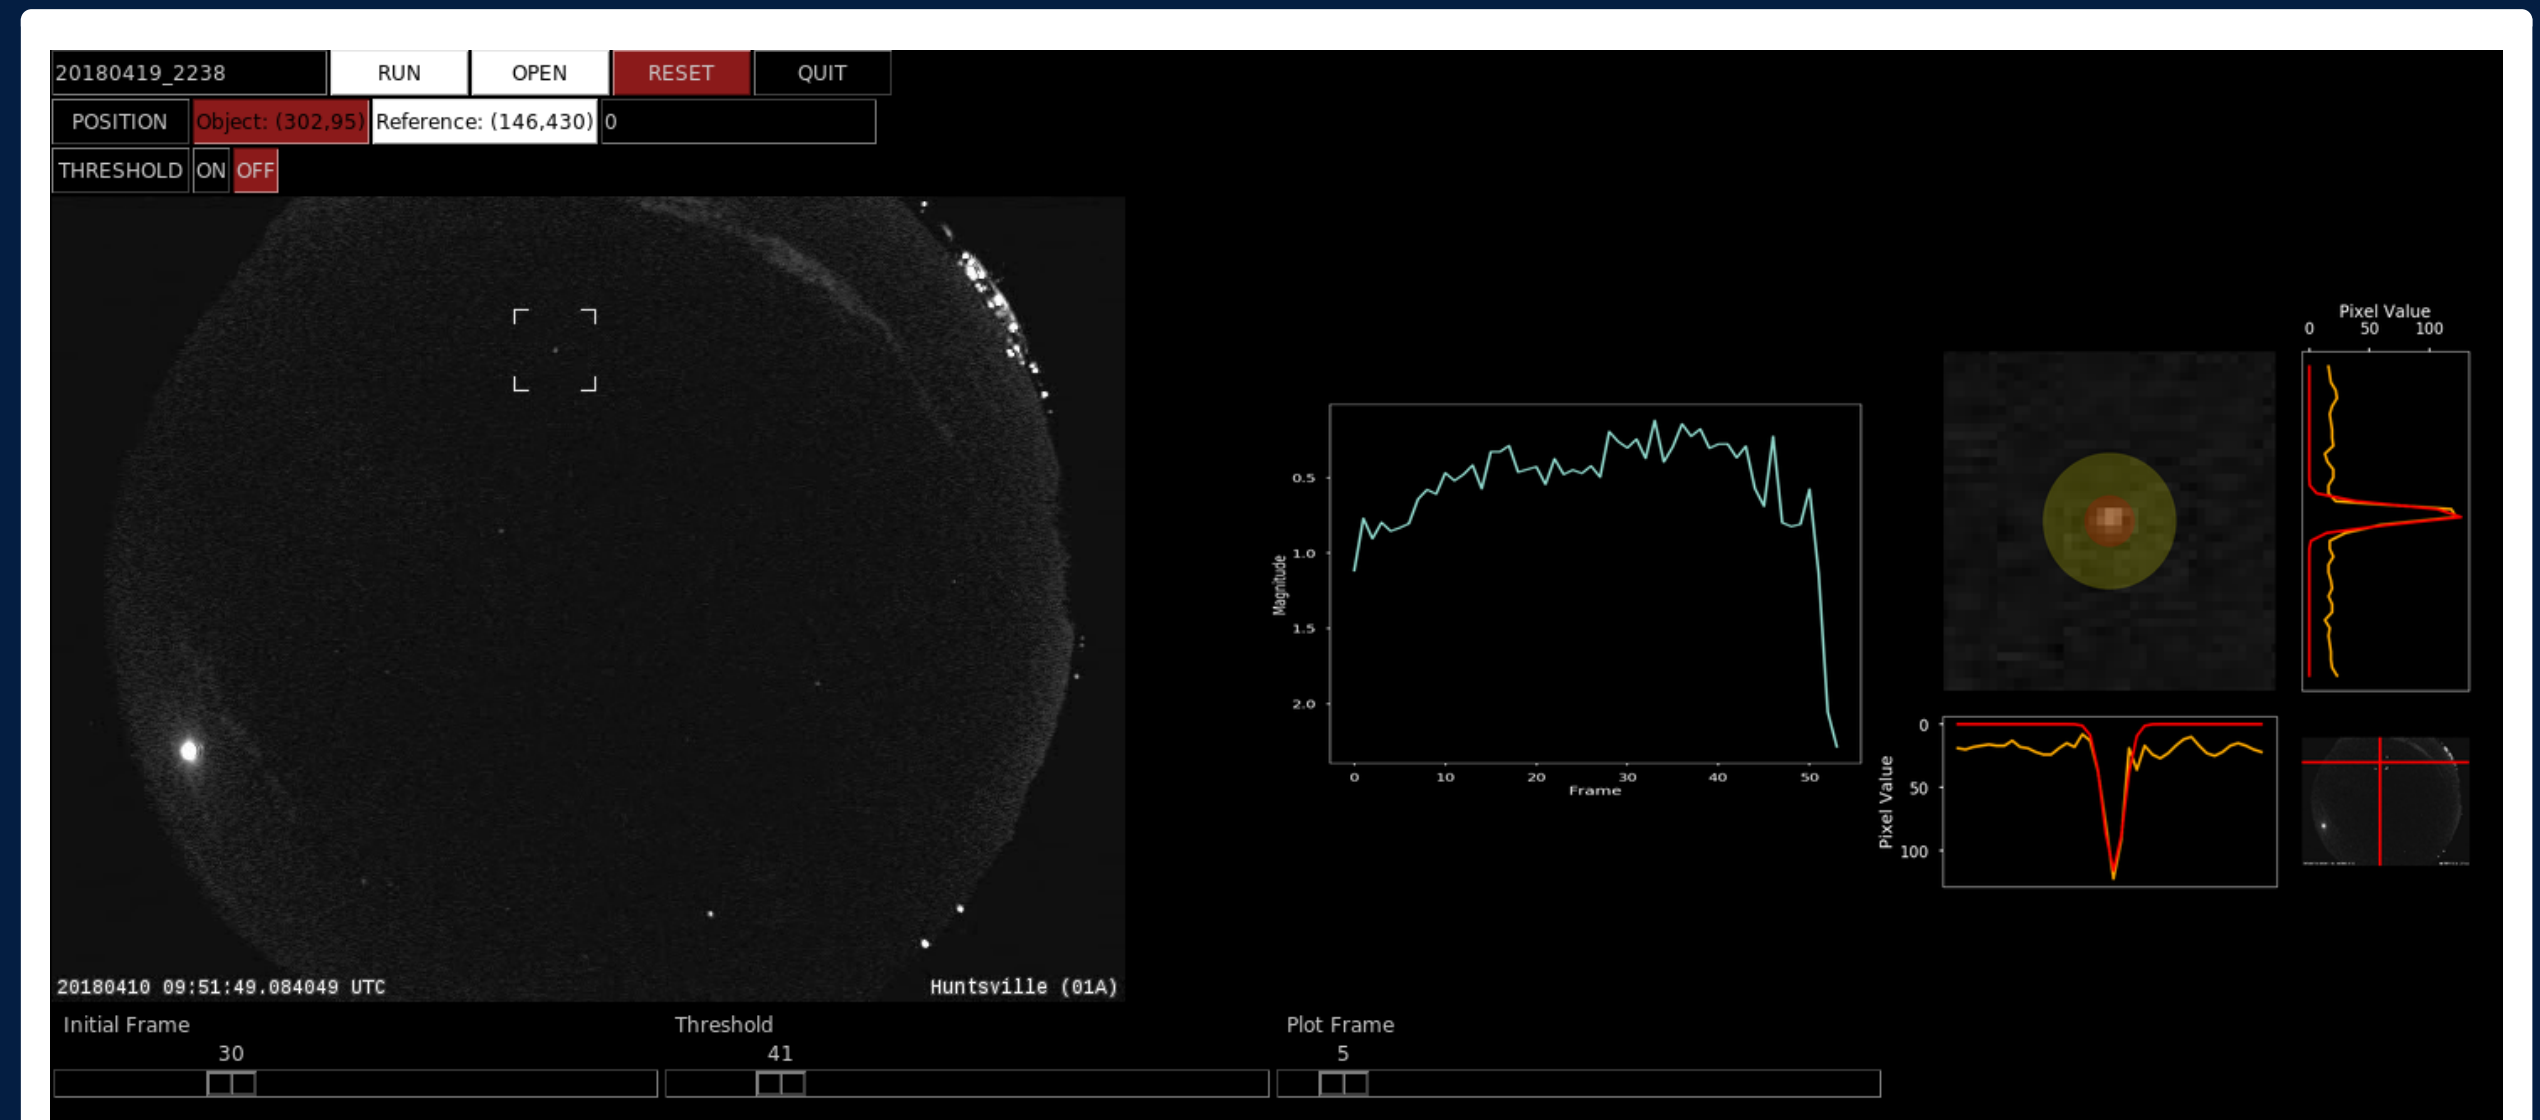 20180419_2238 RUN OPEN RESET QUIT
POSITION Object: (302,95) Reference: (146,430) 0
THRESHOLD ON OFF
20180410 09:51:49.084049 UTC Huntsville (01A)
Initial Frame Threshold Plot Frame
30 41 5
Magnitude
0.5
1.0
1.5
2.0
0 10 20 30 40 50
Frame
Pixel Value
0 50 100
Pixel Value
0
50
100